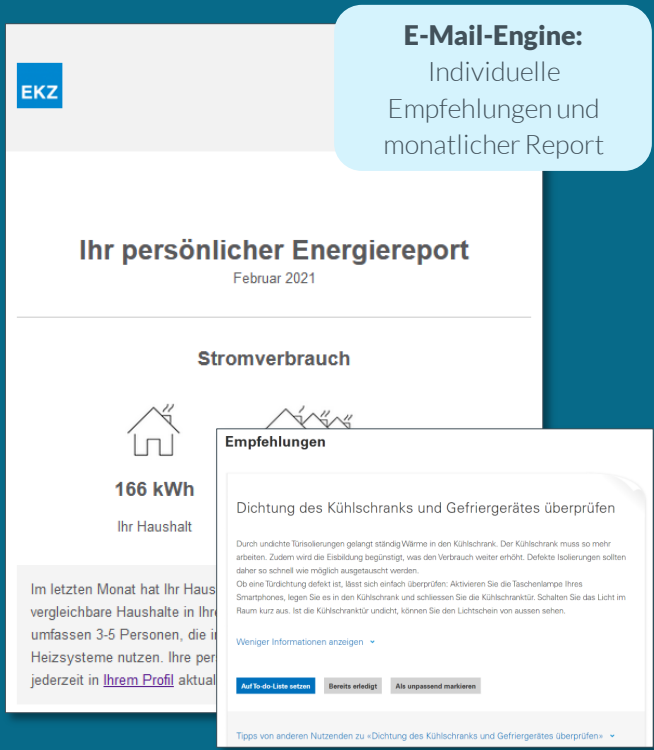 E-Mail-Engine:
Individuelle
Empfehlungen und
monatlicher Report
EKZ
Ihr persönlicher Energiereport
Februar 2021
Stromverbrauch
166 kWh
Ihr Haushalt
Im letzten Monat hat Ihr Haus
vergleichbare Haushalte in Ihre
umfassen 3-5 Personen, die i
Heizsysteme nutzen. Ihre per
jederzeit in Ihrem Profil aktual
Empfehlungen
Dichtung des Kühlschranks und Gefriergerätes überprüfen
Durch undichte Türisolierungen gelangt ständig Wärme in den Kühlschrank. Der Kühlschrank muss so mehr
arbeiten. Zudem wird die Eisbildung begünstigt, was den Verbrauch weiter erhöht. Defekte Isolierungen sollten
daher so schnell wie möglich ausgetauscht werden.
Ob eine Türdichtung defekt ist, lässt sich einfach überprüfen: Aktivieren Sie die Taschenlampe Ihres
Smartphones, legen Sie es in den Kühlschrank und schliessen Sie die Kühlschranktür. Schalten Sie das Licht im
Raum kurz aus. Ist die Kühlschranktür undicht, können Sie den Lichtschein von aussen sehen.
Weniger Informationen anzeigen
Auf To-do-Liste setzen Bereits erledigt Als unpassend markieren
Tipps von anderen Nutzenden zu «Dichtung des Kühlschranks und Gefriergerätes überprüfen»